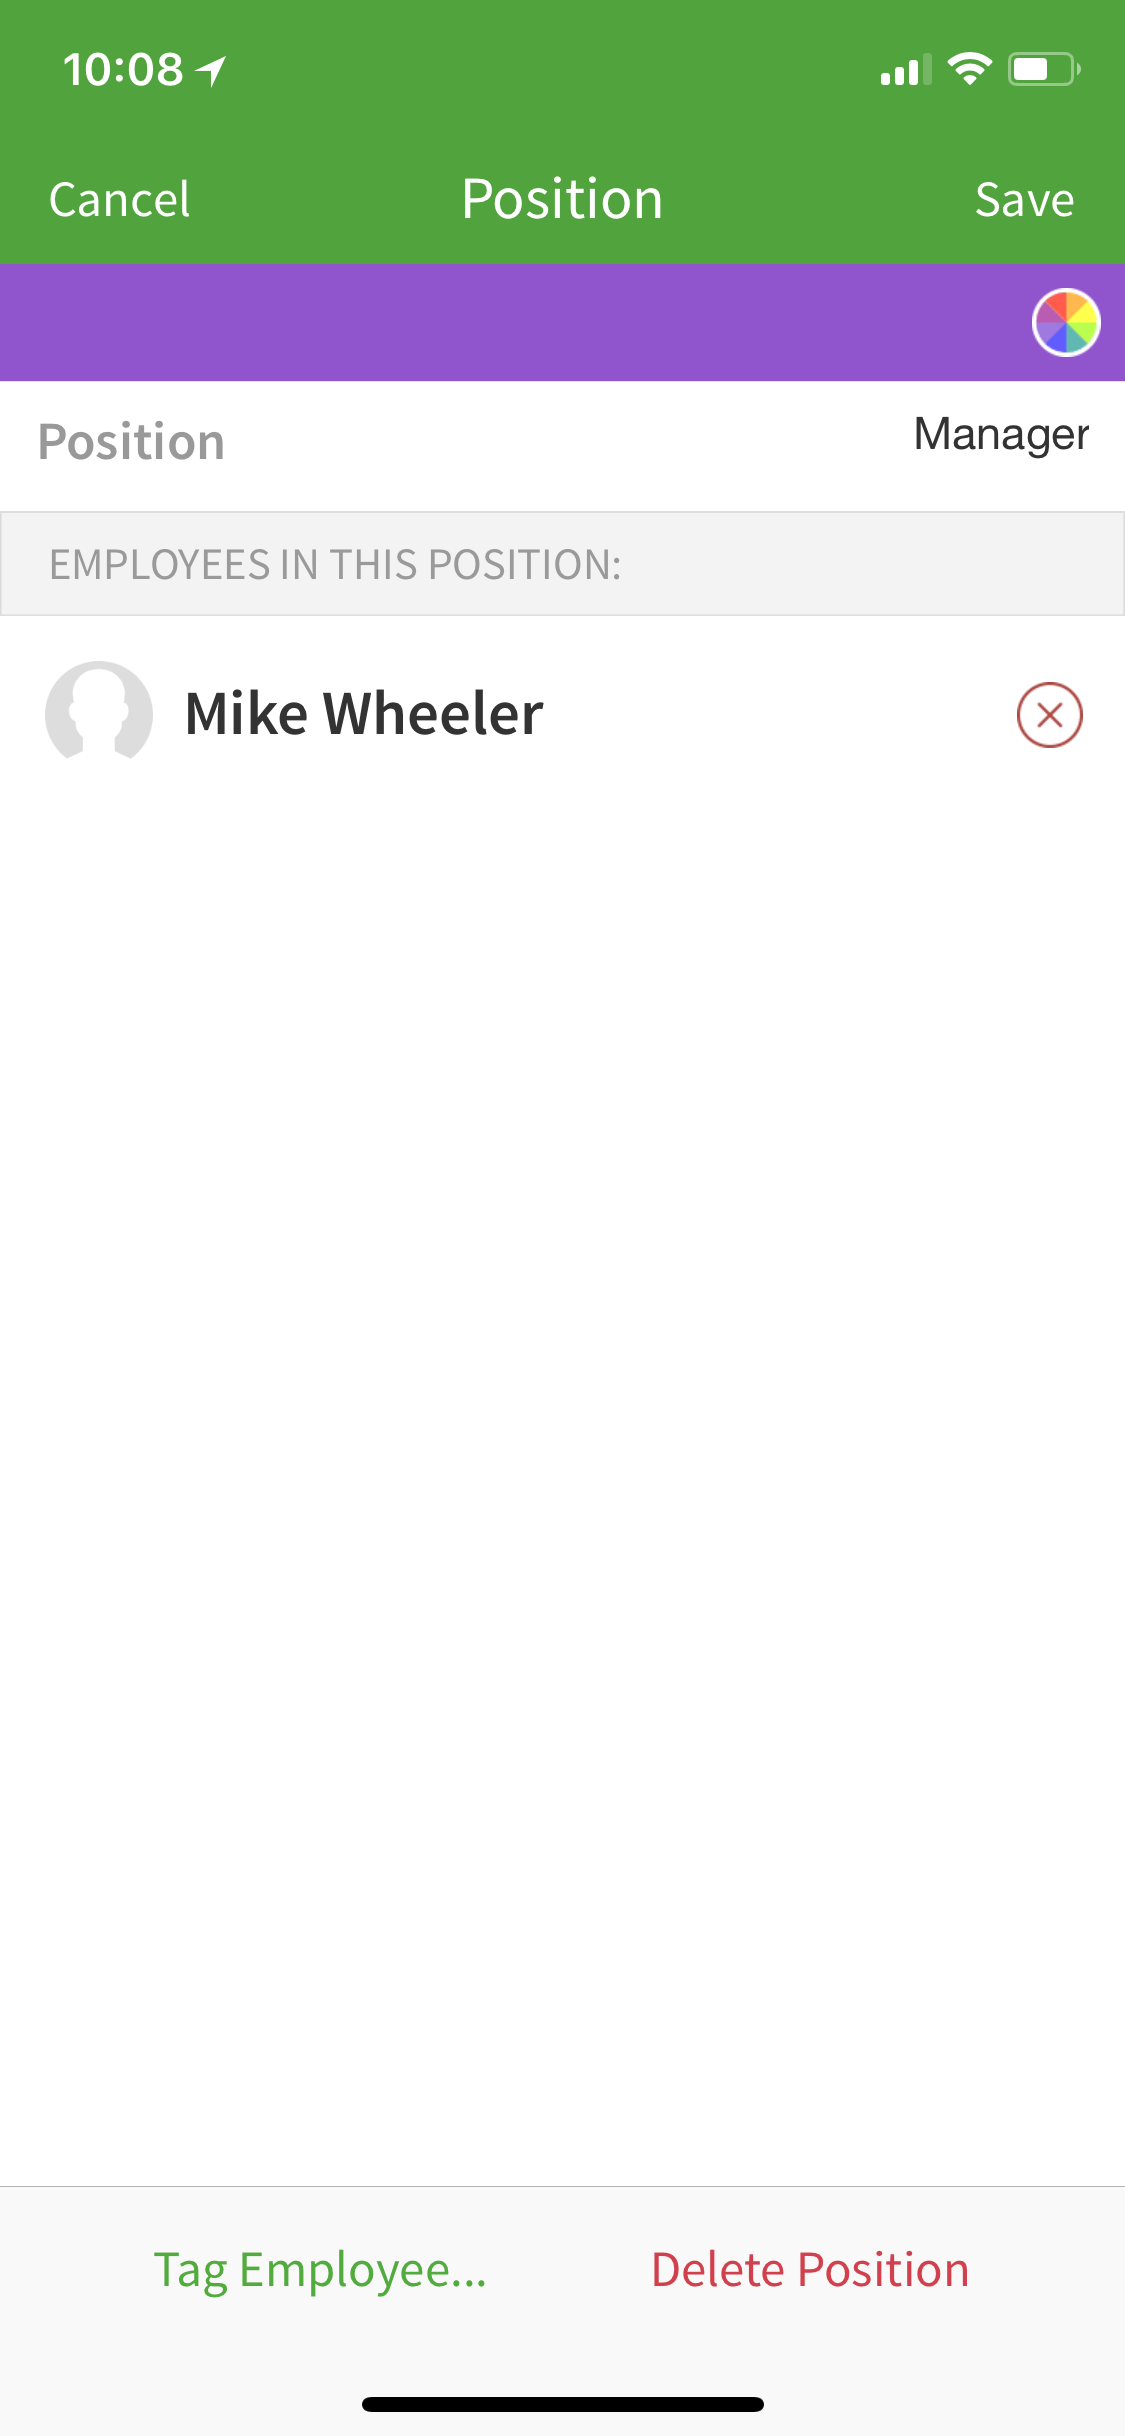 10:08
Cancel Position Save
Position Manager
EMPLOYEES IN THIS POSITION:
Mike Wheeler
Tag Employee... Delete Position